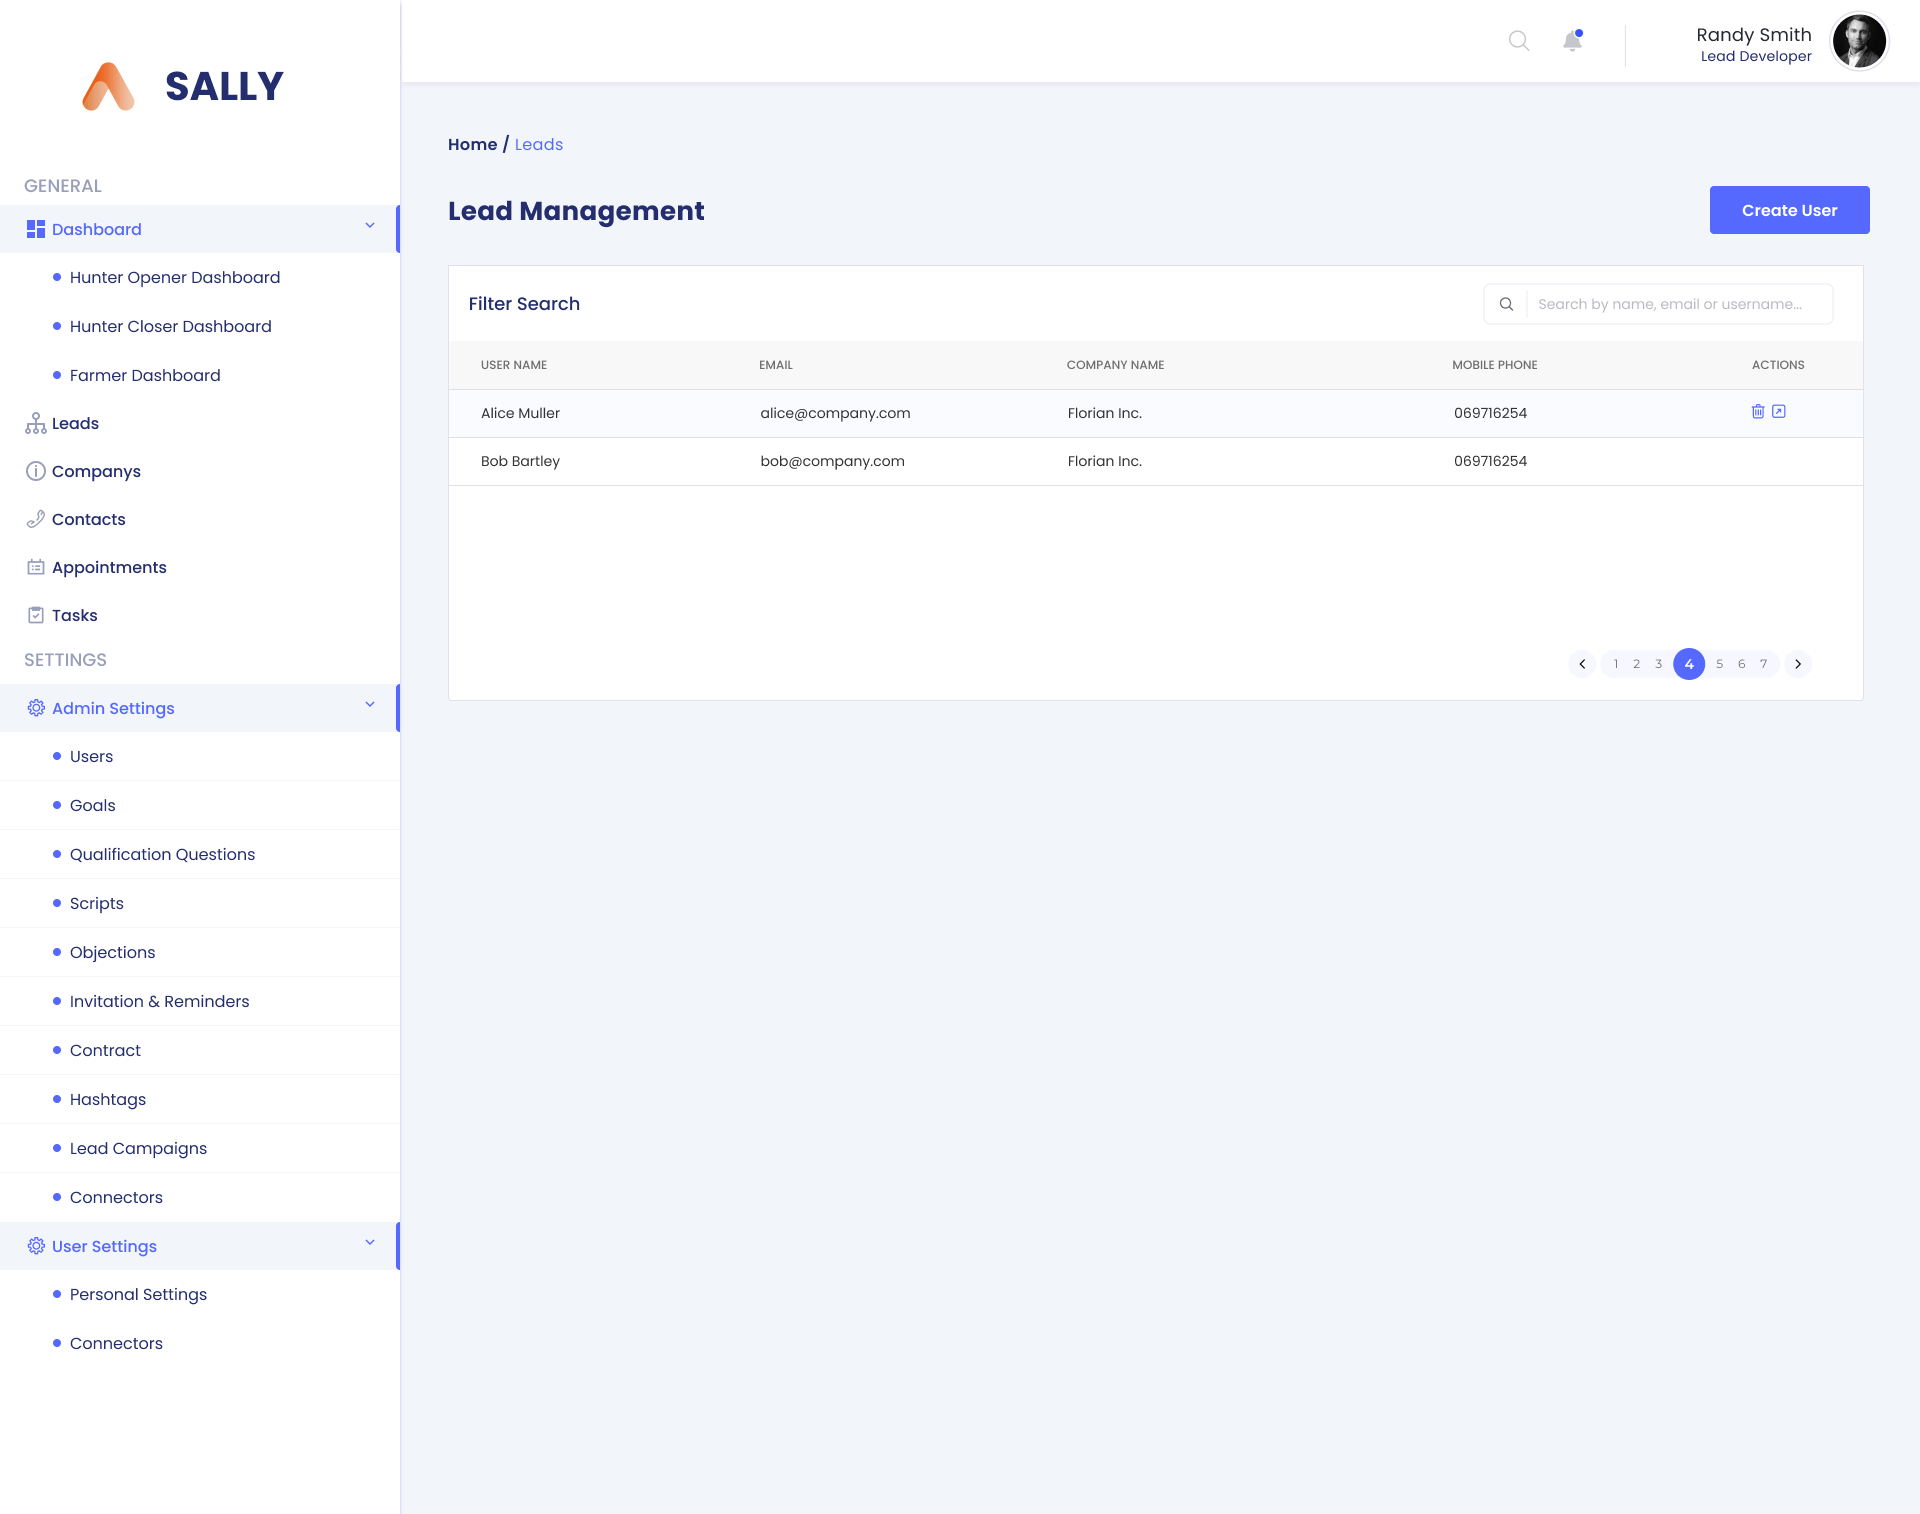 SALLY
GENERAL
Dashboard
Hunter Opener Dashboard
Hunter Closer Dashboard
Farmer Dashboard
Leads
Companys
Contacts
Appointments
Tasks
SETTINGS
Admin Settings
Users
Goals
Qualification Questions
Scripts
Objections
Invitation & Reminders
Contract
Hashtags
Lead Campaigns
Connectors
User Settings
Personal Settings
Connectors
Randy Smith
Lead Developer
Home / Leads
Lead Management
Create User
Filter Search
Search by name, email or username...
USER NAME EMAIL COMPANY NAME MOBILE PHONE ACTIONS
Alice Muller alice@company.com Florian Inc. 069716254
Bob Bartley bob@company.com Florian Inc. 069716254
1 2 3 4 5 6 7